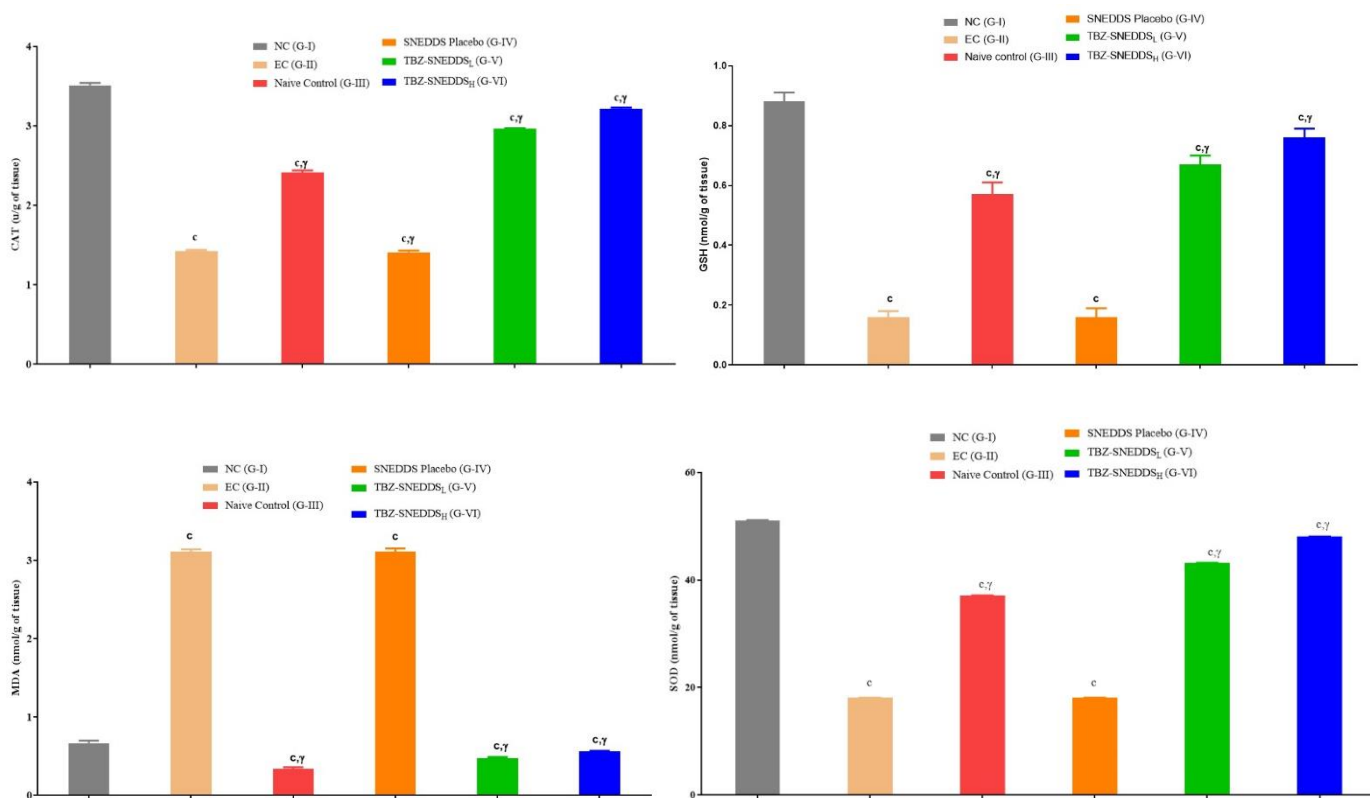 NC (G-I)
EC (G-II)
Naive Control (G-III)
SNEDDS Placebo (G-IV)
TBZ-SNEDDSL (G-V)
TBZ-SNEDDSH (G-VI)
CAT (u/g of tissue)
4
3
2
1
0
c
c,γ
c,γ
c,γ
c,γ
NC (G-I)
EC (G-II)
Naive control (G-III)
SNEDDS Placebo (G-IV)
TBZ-SNEDDSL (G-V)
TBZ-SNEDDSH (G-VI)
GSH (nmol/g of tissue)
1.0
0.8
0.6
0.4
0.2
0.0
c
c,γ
c
c,γ
c,γ
NC (G-I)
EC (G-II)
Naive Control (G-III)
SNEDDS Placebo (G-IV)
TBZ-SNEDDSL (G-V)
TBZ-SNEDDSH (G-VI)
MDA (nmol/g of tissue)
4
3
2
1
0
c
c,γ
c
c,γ
c,γ
NC (G-I)
EC (G-II)
Naive Control (G-III)
SNEDDS Placebo (G-IV)
TBZ-SNEDDSL (G-V)
TBZ-SNEDDSH (G-VI)
SOD (nmol/g of tissue)
60
40
20
0
c
c,γ
c
c,γ
c,γ